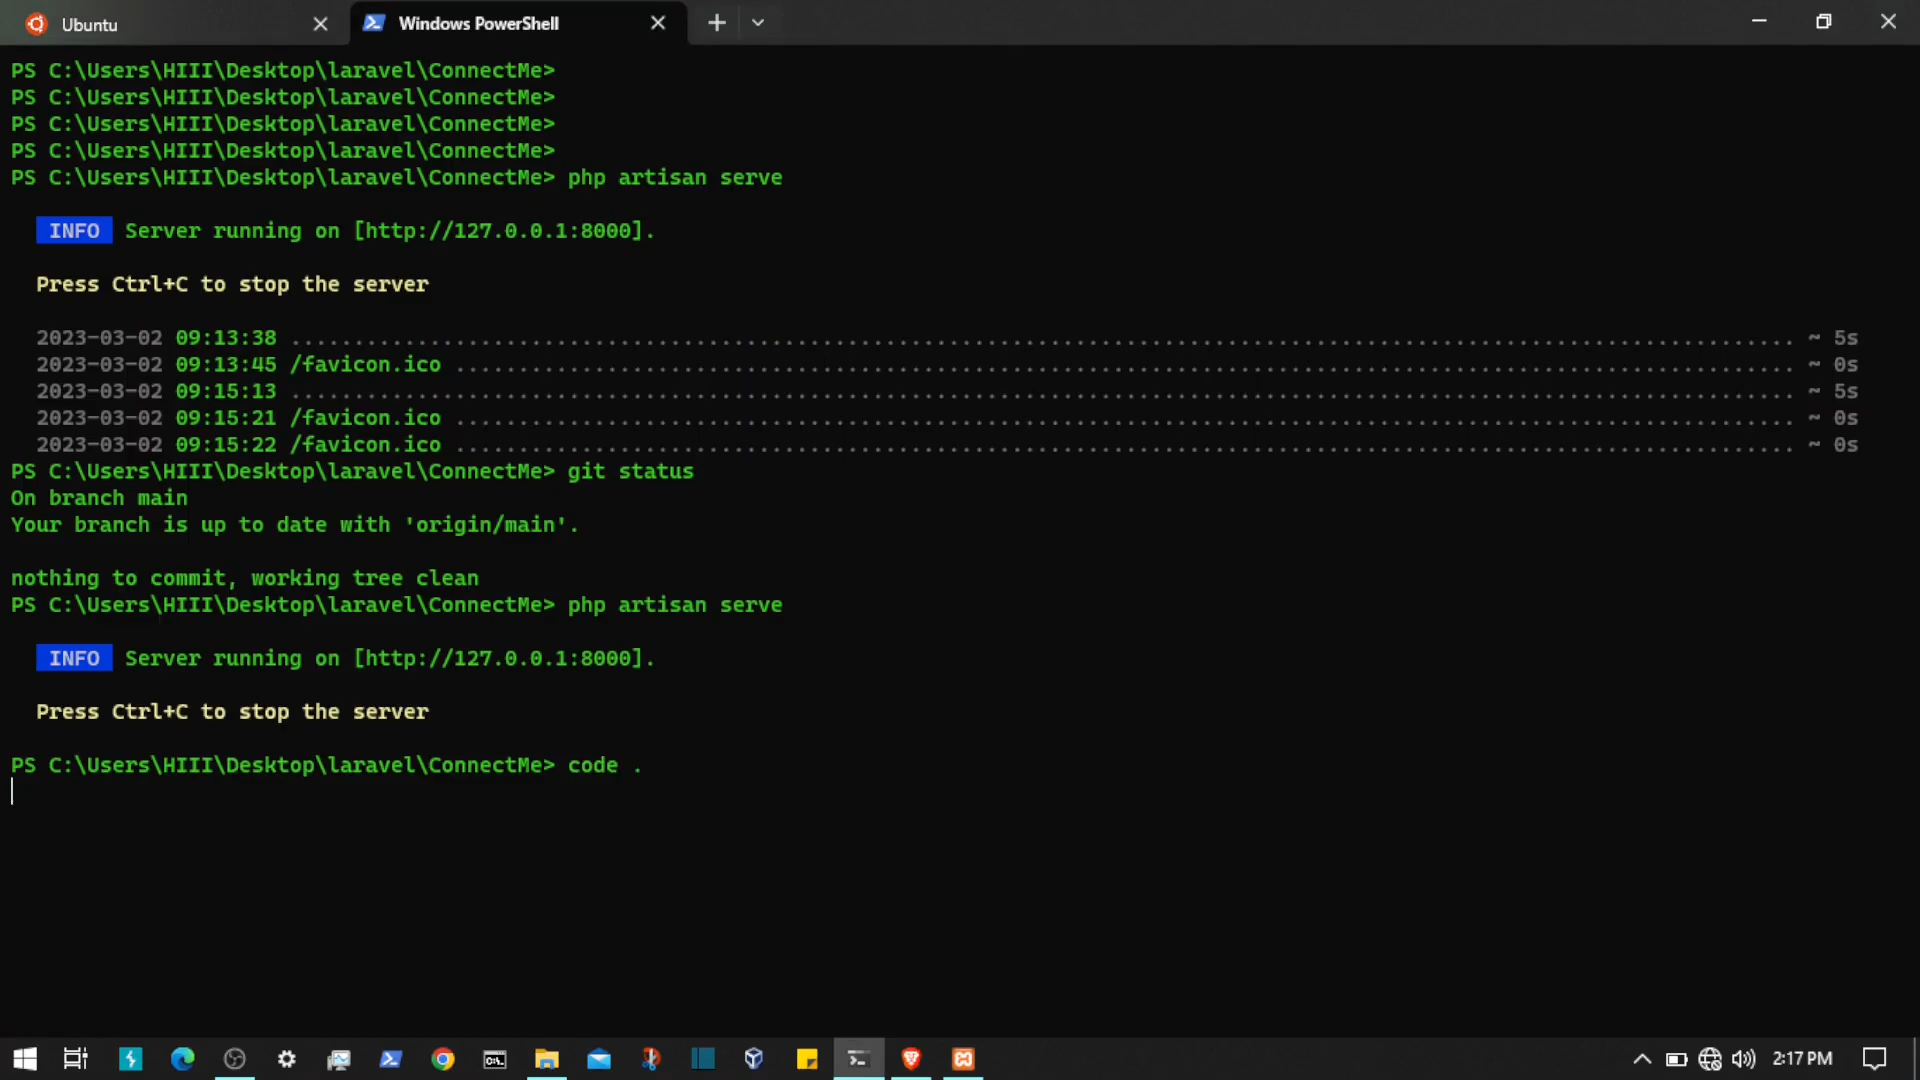 Ubuntu
Windows PowerShell
PS C:\Users\HIII\Desktop\laravel\ConnectMe>
PS C:\Users\HIII\Desktop\laravel\ConnectMe>
PS C:\Users\HIII\Desktop\laravel\ConnectMe>
PS C:\Users\HIII\Desktop\laravel\ConnectMe>
PS C:\Users\HIII\Desktop\laravel\ConnectMe> php artisan serve
INFO Server running on [http://127.0.0.1:8000].
Press Ctrl+C to stop the server
2023-03-02 09:13:38 ....................................................................................................................... ~ 5s
2023-03-02 09:13:45 /favicon.ico .......................................................................................................... ~ 0s
2023-03-02 09:15:13 ....................................................................................................................... ~ 5s
2023-03-02 09:15:21 /favicon.ico .......................................................................................................... ~ 0s
2023-03-02 09:15:22 /favicon.ico .......................................................................................................... ~ 0s
PS C:\Users\HIII\Desktop\laravel\ConnectMe> git status
On branch main
Your branch is up to date with 'origin/main'.
nothing to commit, working tree clean
PS C:\Users\HIII\Desktop\laravel\ConnectMe> php artisan serve
INFO Server running on [http://127.0.0.1:8000].
Press Ctrl+C to stop the server
PS C:\Users\HIII\Desktop\laravel\ConnectMe> code .
2:17 PM